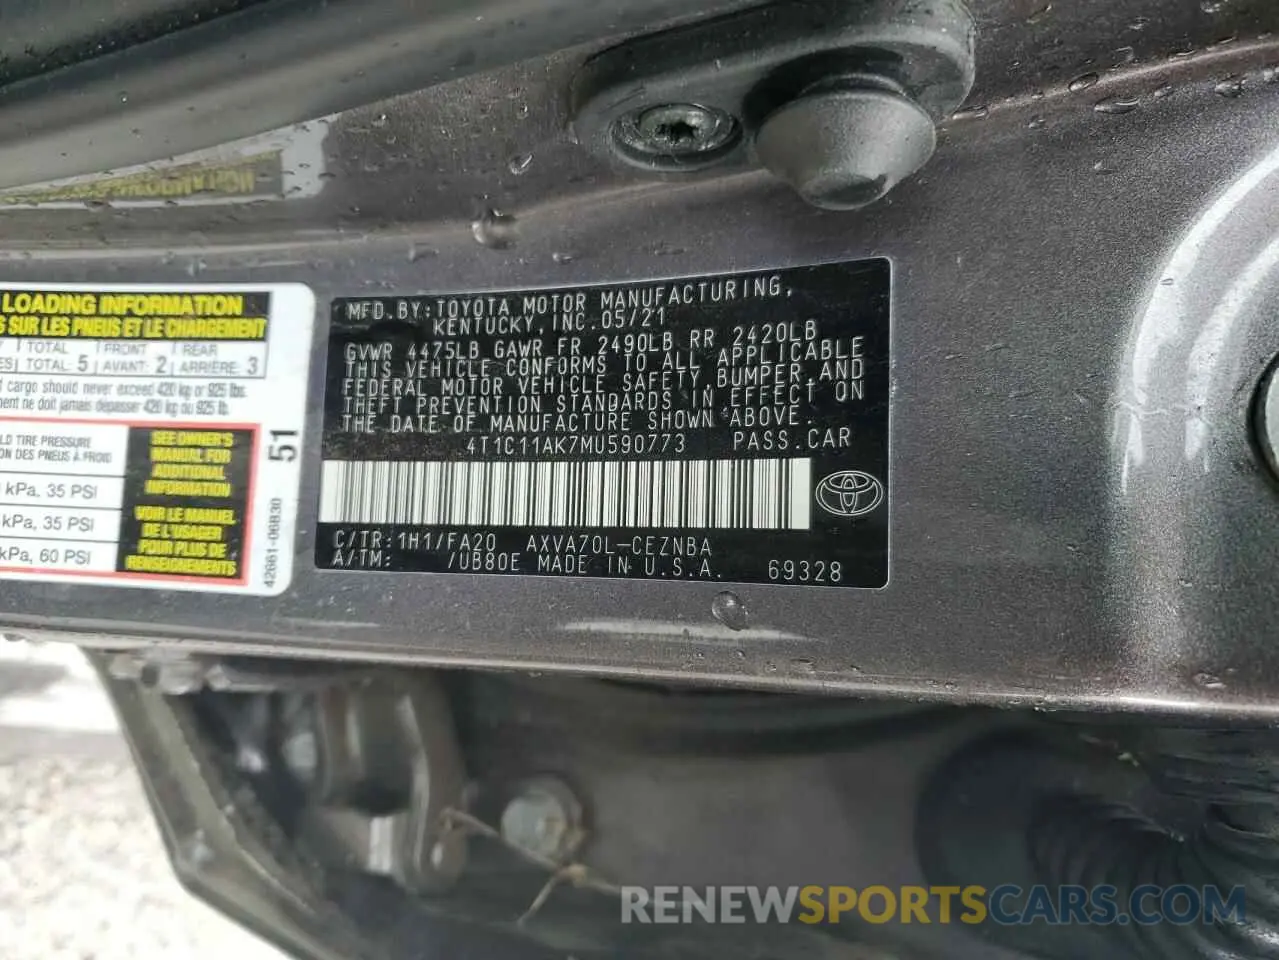 LOADING INFORMATION
SUR LES PNEUS ET LE CHARGEMENT
TOTAL FRONT REAR
TOTAL: 5 AVANT: 2 ARRIÈRE: 3
cargo should never exceed 420 kg or 925 lbs.
ne doit jamais dépasser 420 kg ou 925 lb.
TIRE PRESSURE
DES PNEUS À FROID
kPa, 35 PSI
kPa, 35 PSI
kPa, 60 PSI
SEE OWNER'S
MANUAL FOR
ADDITIONAL
INFORMATION
VOIR LE MANUEL
DE L'USAGER
POUR PLUS DE
RENSEIGNEMENTS
51
42661-06B30
MFD.BY:TOYOTA MOTOR MANUFACTURING,
KENTUCKY,INC.05/21
GVWR 4475LB GAWR FR 2490LB RR 2420LB
THIS VEHICLE CONFORMS TO ALL APPLICABLE
FEDERAL MOTOR VEHICLE SAFETY,BUMPER,AND
THEFT PREVENTION STANDARDS IN EFFECT ON
THE DATE OF MANUFACTURE SHOWN ABOVE.
4T1C11AK7MU590773 PASS.CAR
C/TR:1H1/FA20 AXVA70L-CEZNBA
A/TM: /UB80E MADE IN U.S.A. 69328
RENEWSPORTSCARS.COM